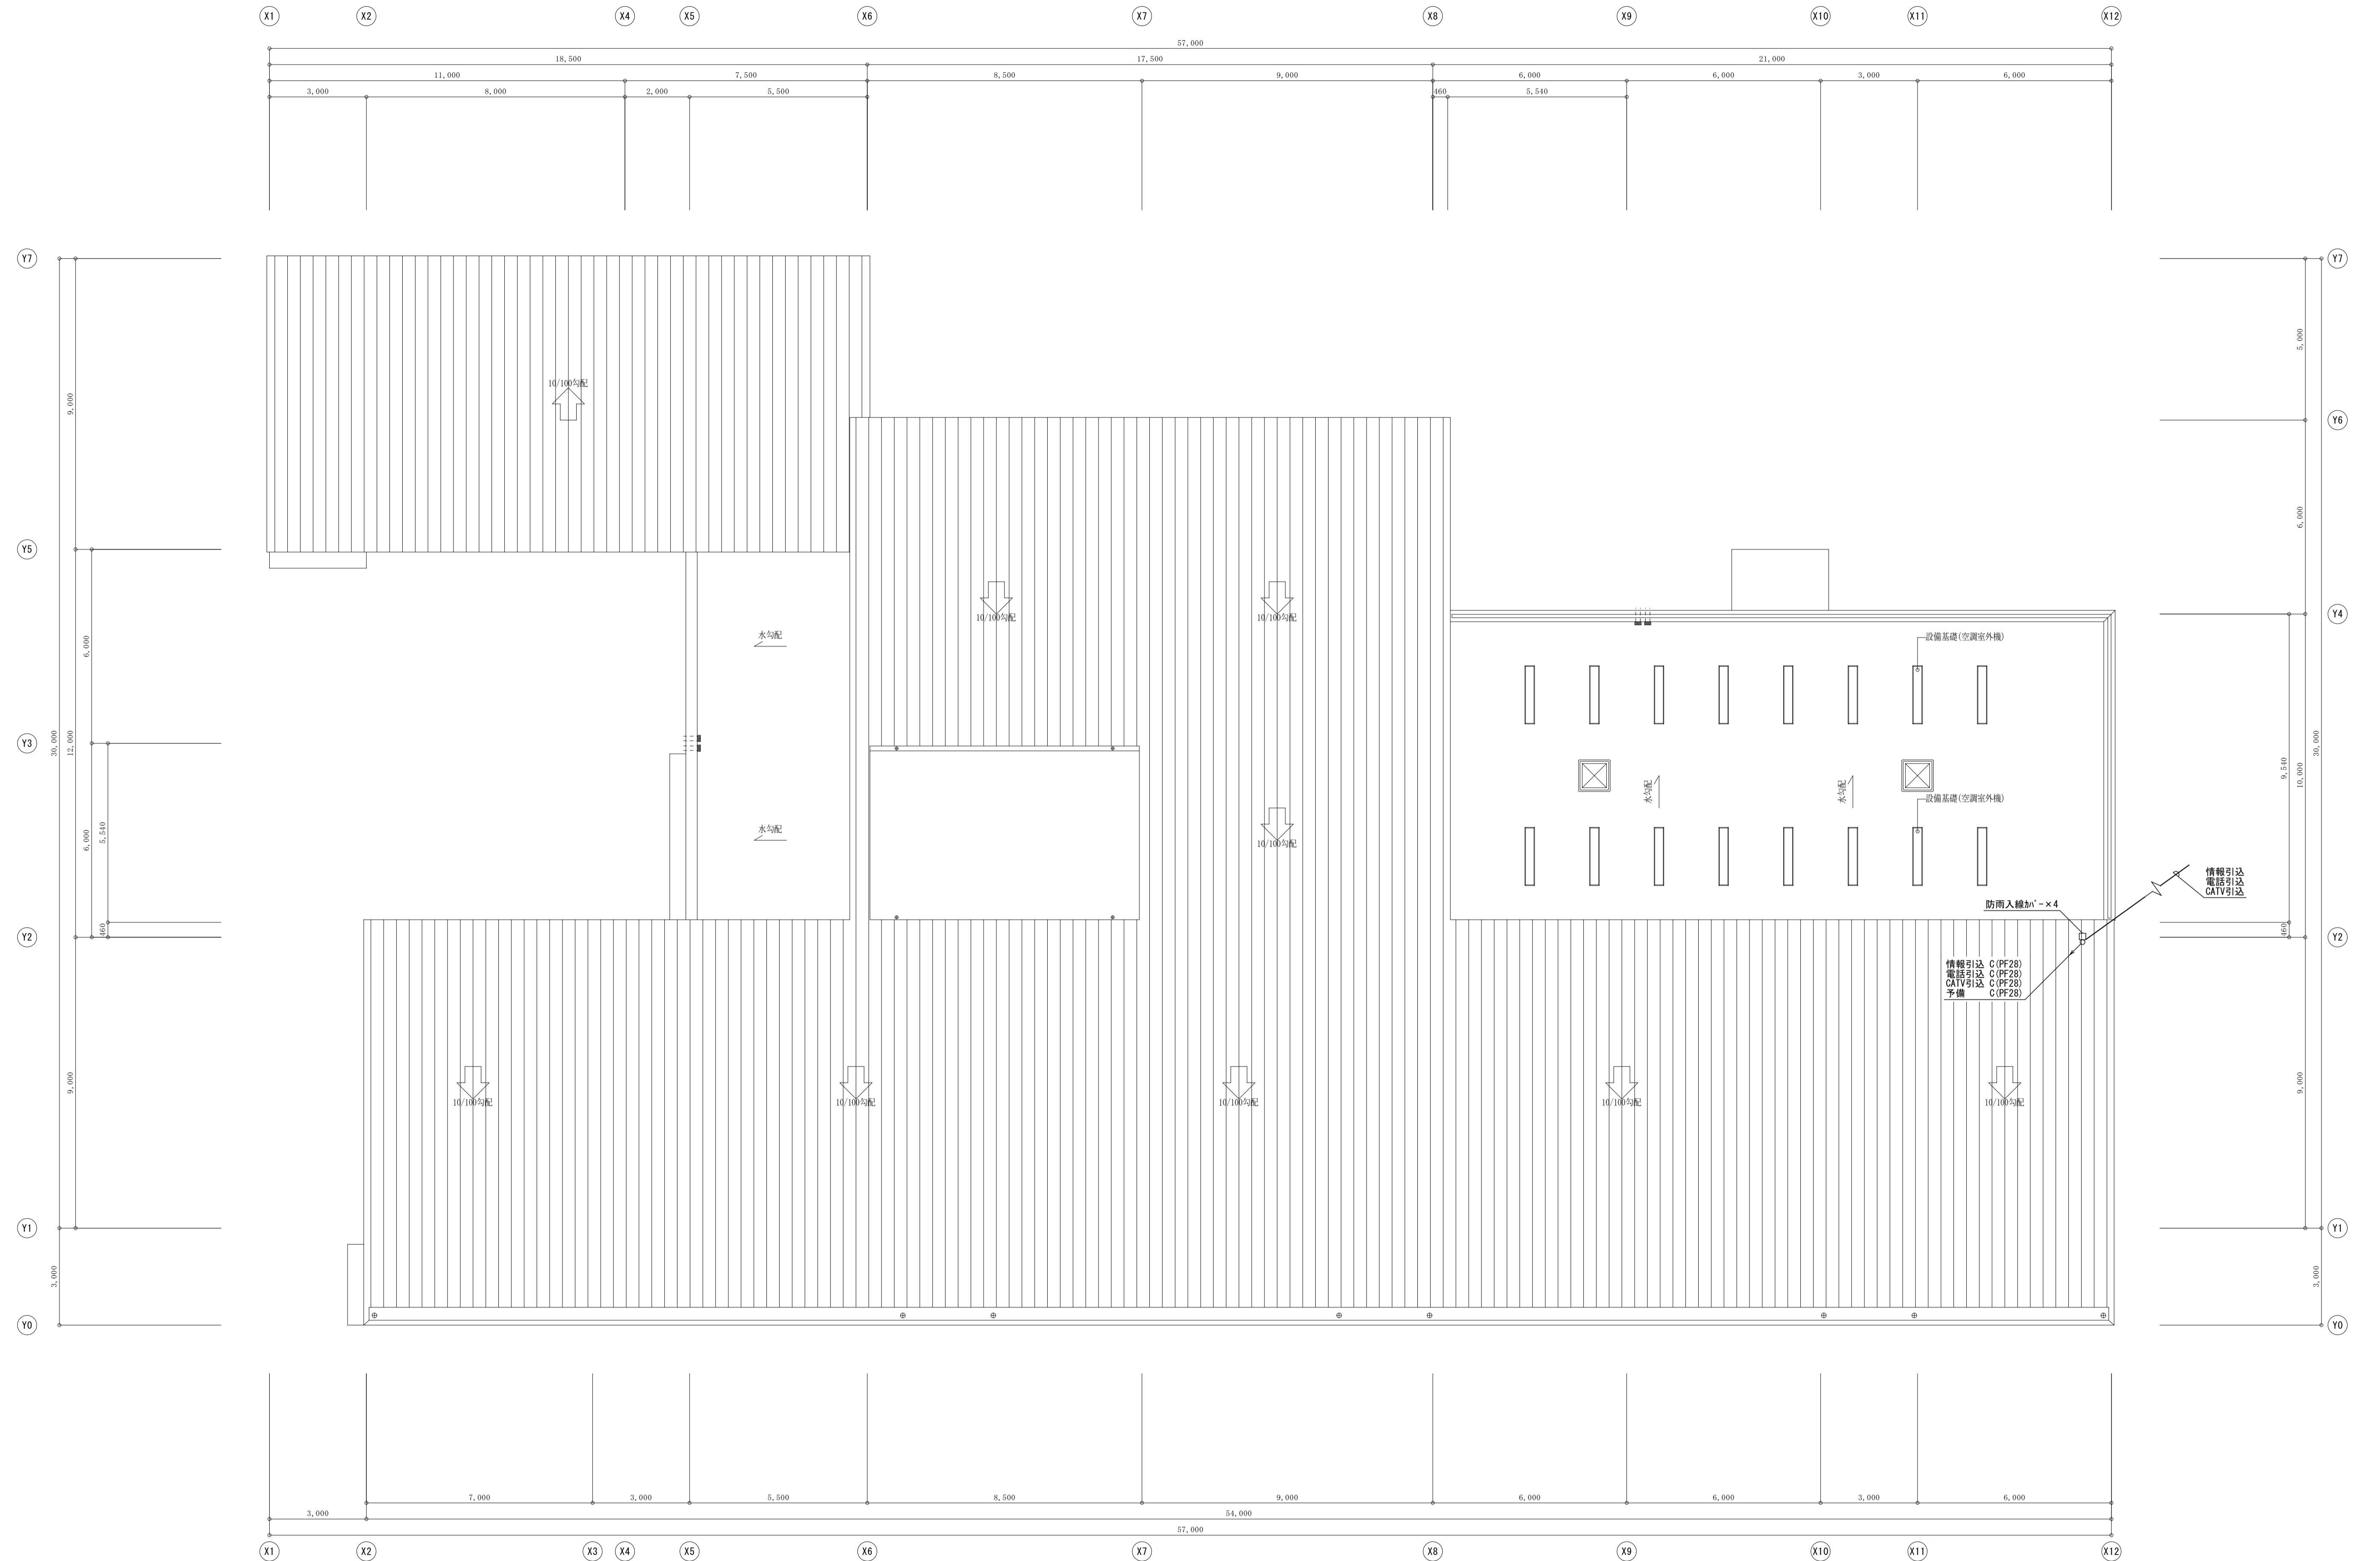 X1 X2 X4 X5 X6 X7 X8 X9 X10 X11 X12
57,000
18,500 17,500 21,000
11,000 7,500 8,500 9,000 6,000 6,000 3,000 6,000
3,000 8,000 2,000 5,500 460 5,540
Y7 Y7
5,000
9,000
10/100勾配
Y6
6,000
Y5
10/100勾配 10/100勾配
Y4
水勾配
設備基礎(空調室外機)
6,000
Y3
30,000
12,000
30,000
9,540
10,000
水勾配
水勾配
設備基礎(空調室外機)
水勾配
6,000
5,540
10/100勾配
情報引込
電話引込
CATV引込
防雨入線ｶﾊﾞｰ×4
460
460
Y2 Y2
情報引込 C(PF28)
電話引込 C(PF28)
CATV引込 C(PF28)
予備 C(PF28)
9,000
9,000
10/100勾配 10/100勾配 10/100勾配 10/100勾配 10/100勾配
Y1 Y1
3,000
3,000
Y0 Y0
7,000 3,000 5,500 8,500 9,000 6,000 6,000 3,000 6,000
3,000 54,000
57,000
X1 X2 X3 X4 X5 X6 X7 X8 X9 X10 X11 X12